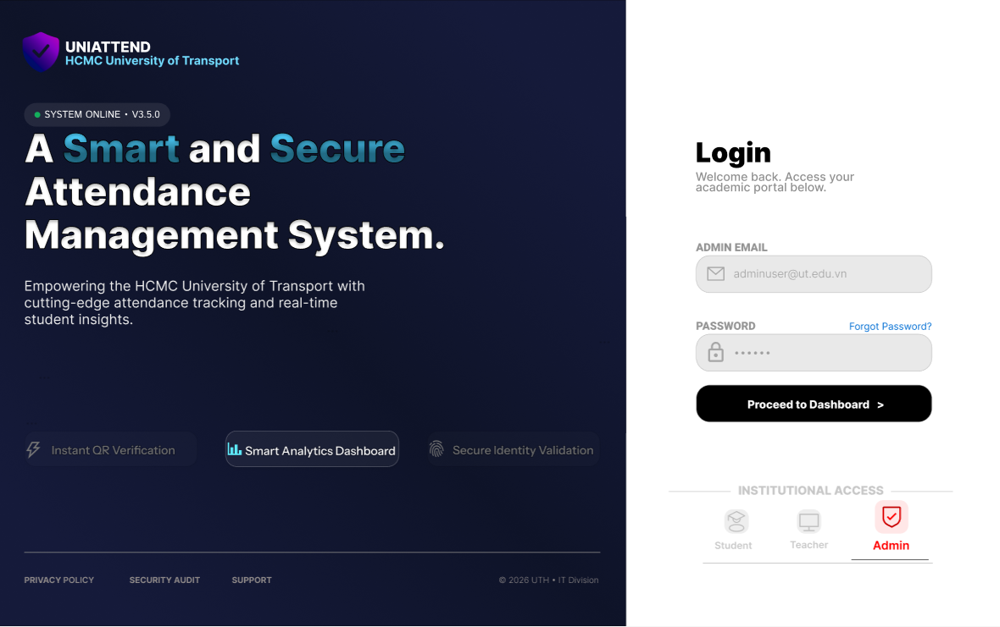 UNIATTEND
HCMC University of Transport
SYSTEM ONLINE • V3.5.0
A Smart and Secure
Attendance
Management System.
Empowering the HCMC University of Transport with
cutting-edge attendance tracking and real-time
student insights.
Instant QR Verification
Smart Analytics Dashboard
Secure Identity Validation
PRIVACY POLICY
SECURITY AUDIT
SUPPORT
© 2026 UTH • IT Division
Login
Welcome back. Access your
academic portal below.
ADMIN EMAIL
adminuser@ut.edu.vn
PASSWORD
Forgot Password?
••••••
Proceed to Dashboard >
INSTITUTIONAL ACCESS
Student
Teacher
Admin